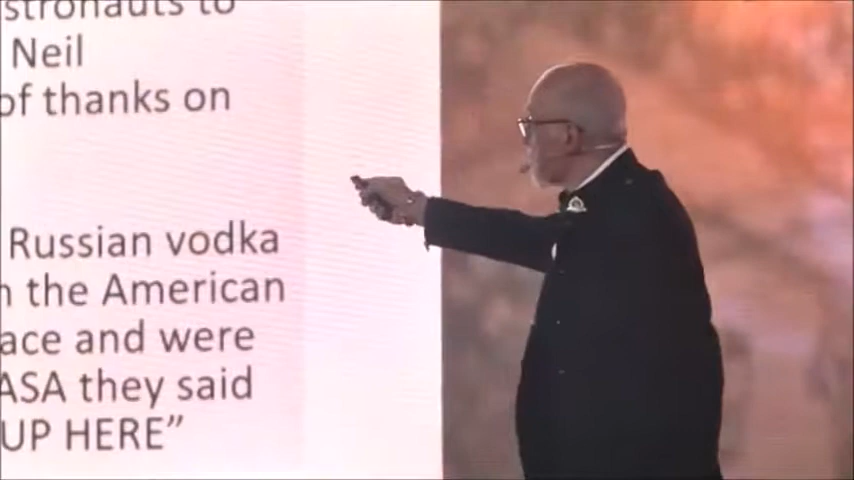 stronauts to
Neil
of thanks on
Russian vodka
n the American
ace and were
ASA they said
UP HERE”